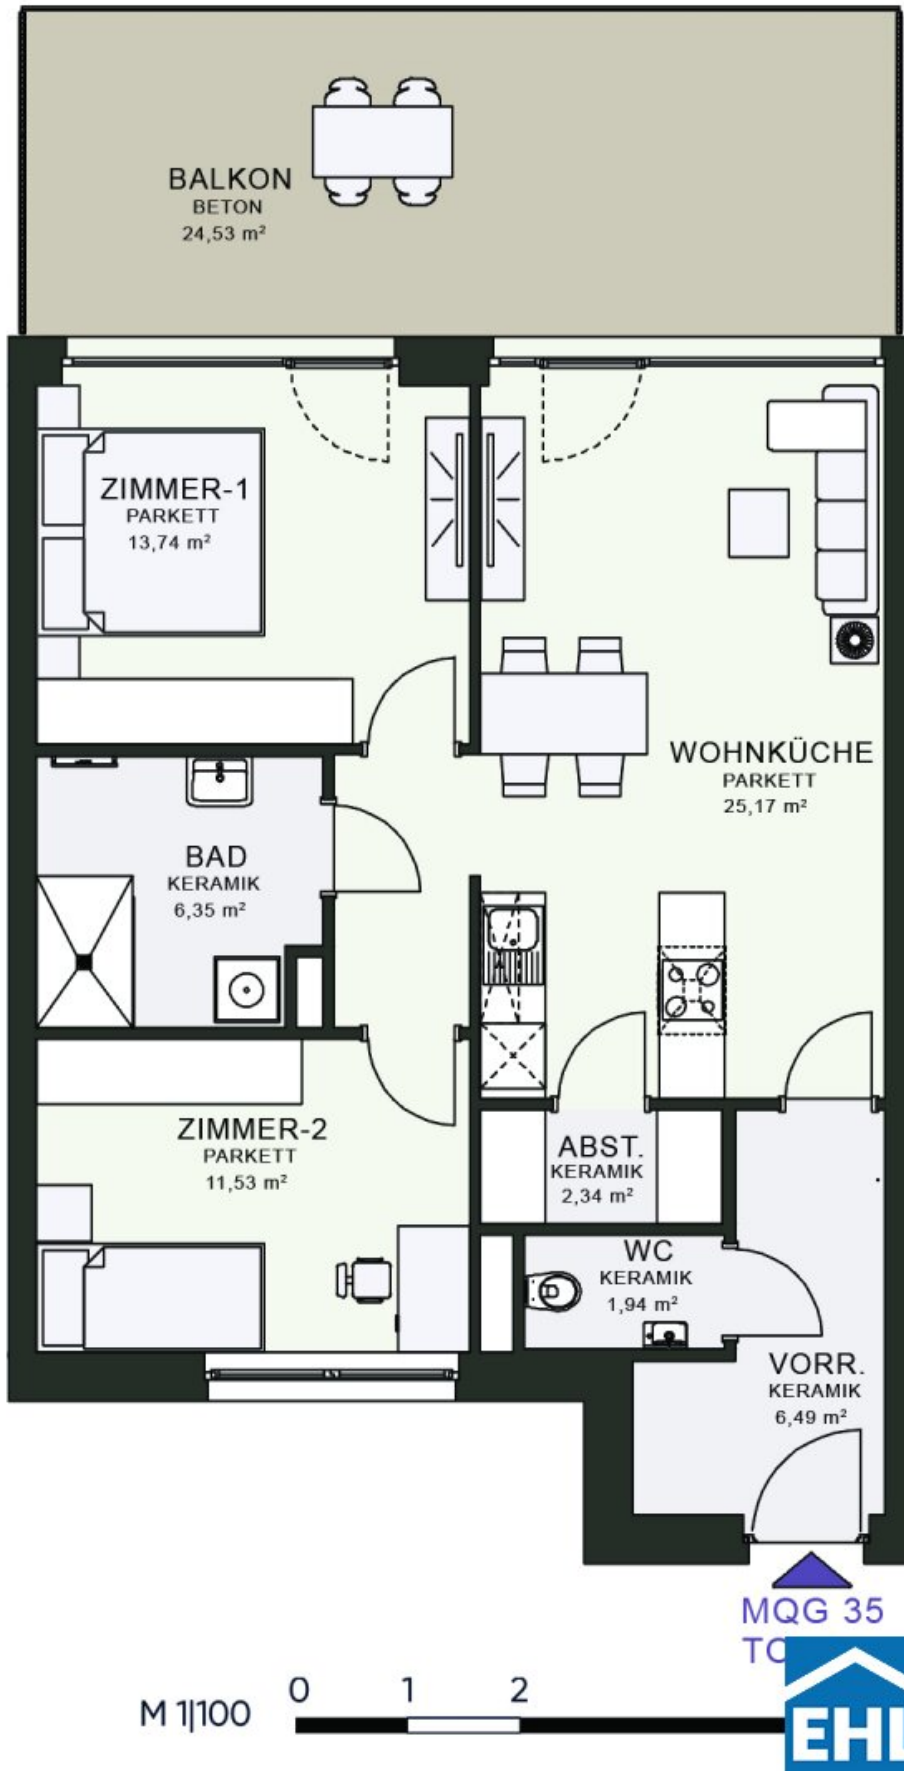 BALKON
BETON
24,53 m²
ZIMMER-1
PARKETT
13,74 m²
WOHNKÜCHE
PARKETT
25,17 m²
BAD
KERAMIK
6,35 m²
ZIMMER-2
PARKETT
11,53 m²
ABST.
KERAMIK
2,34 m²
WC
KERAMIK
1,94 m²
VORR.
KERAMIK
6,49 m²
MQG 35
M 1|100
0 1 2
EHL